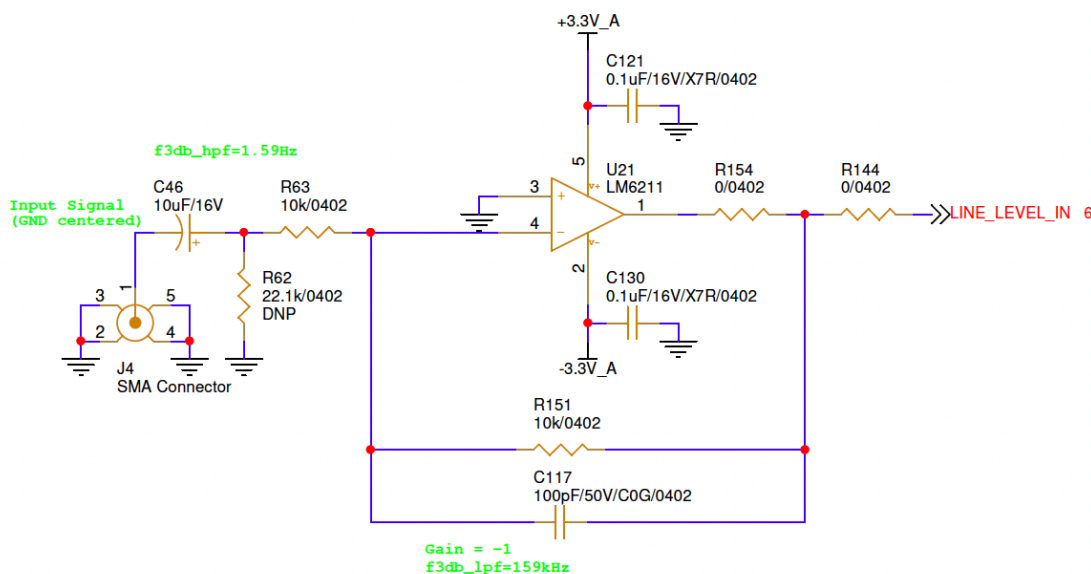 +3.3V_A
C121
0.1uF/16V/X7R/0402
f3db_hpf=1.59Hz
5
U21
LM6211
V+
R154
0/0402
R144
0/0402
C46
10uF/16V
R63
10k/0402
Input Signal
(GND centered)
3
+
1
4
−
V−
LINE_LEVEL_IN 6
+
2
R62
22.1k/0402
DNP
C130
0.1uF/16V/X7R/0402
1
3
5
2
4
-3.3V_A
J4
SMA Connector
R151
10k/0402
C117
100pF/50V/C0G/0402
Gain = -1
f3db_lpf=159kHz